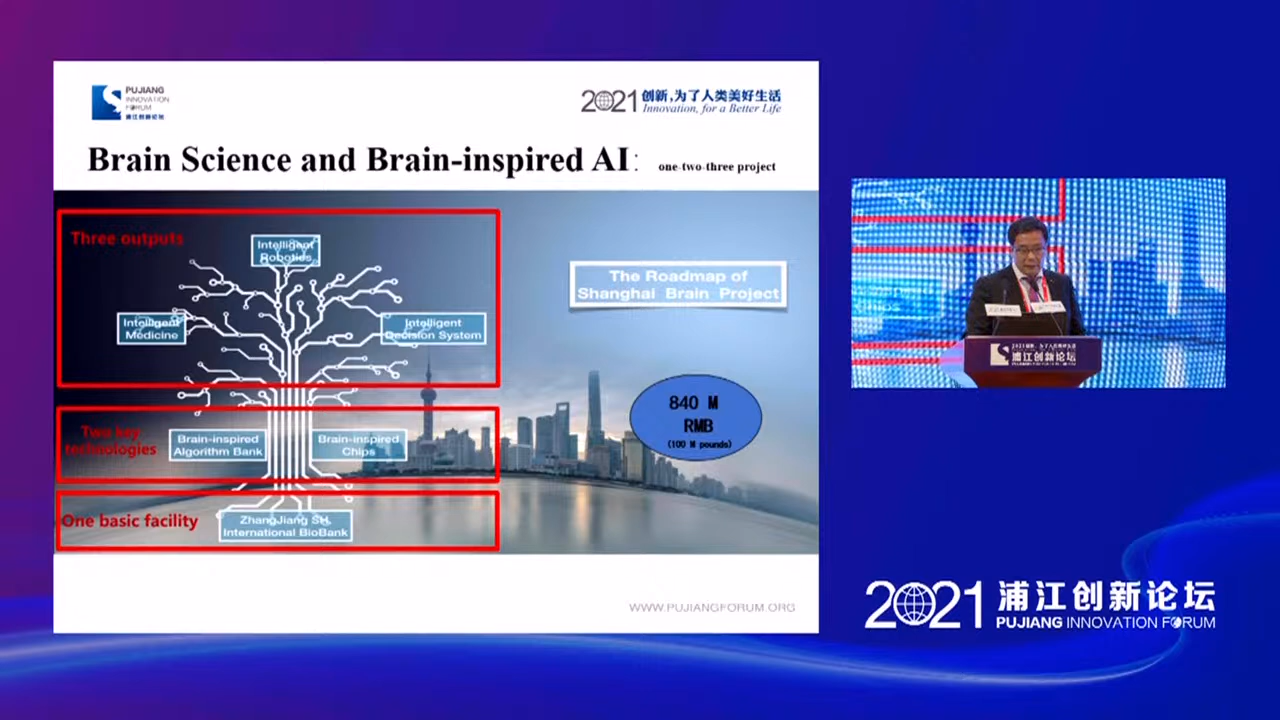 PUJIANG
INNOVATION
FORUM
浦江创新论坛
2021 创新,为了人类美好生活
Innovation, for a Better Life
Brain Science and Brain-inspired AI: one-two-three project
Three outputs
Intelligent
Robotics
Intelligent
Medicine
Intelligent
Decision System
The Roadmap of
Shanghai Brain Project
840 M
RMB
(100 M pounds)
Two key
technologies
Brain-inspired
Algorithm Bank
Brain-inspired
Chips
One basic facility
ZhangJiang SH.
International BioBank
WWW.PUJIANGFORUM.ORG
浦江创新论坛
2021 浦江创新论坛
PUJIANG INNOVATION FORUM